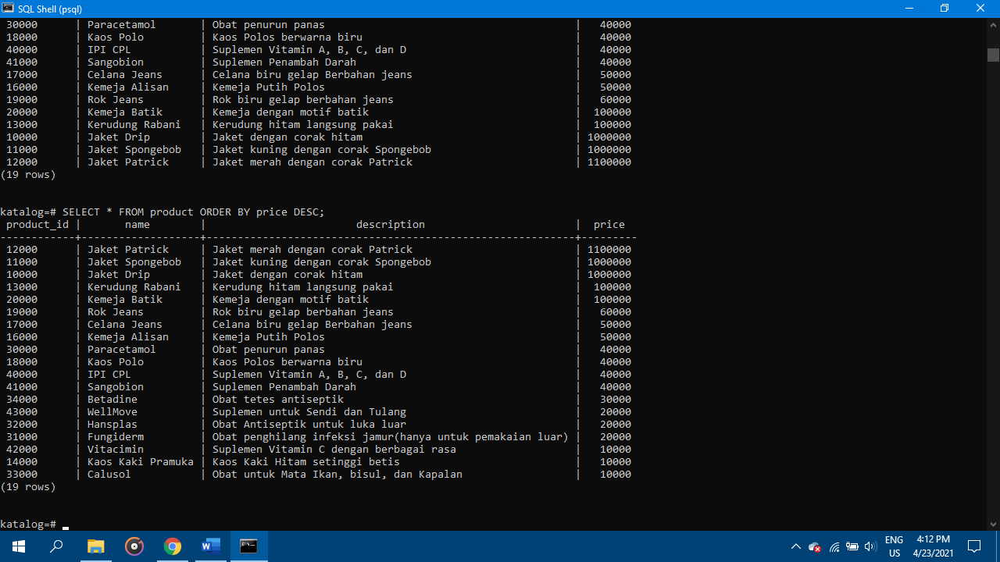 SQL Shell (psql)
30000      | Paracetamol       | Obat penurun panas                                        |   40000
18000      | Kaos Polo         | Kaos Polos berwarna biru                                  |   40000
40000      | IPI CPL           | Suplemen Vitamin A, B, C, dan D                           |   40000
41000      | Sangobion         | Suplemen Penambah Darah                                   |   40000
17000      | Celana Jeans      | Celana biru gelap Berbahan jeans                          |   50000
16000      | Kemeja Alisan     | Kemeja Putih Polos                                        |   50000
19000      | Rok Jeans         | Rok biru gelap berbahan jeans                             |   60000
20000      | Kemeja Batik      | Kemeja dengan motif batik                                 |  100000
13000      | Kerudung Rabani   | Kerudung hitam langsung pakai                             |  100000
10000      | Jaket Drip        | Jaket dengan corak hitam                                  | 1000000
11000      | Jaket Spongebob   | Jaket kuning dengan corak Spongebob                       | 1000000
12000      | Jaket Patrick     | Jaket merah dengan corak Patrick                          | 1100000
(19 rows)
katalog=# SELECT * FROM product ORDER BY price DESC;
product_id |       name        |                        description                        |  price
------------+-------------------+-----------------------------------------------------------+---------
12000      | Jaket Patrick     | Jaket merah dengan corak Patrick                          | 1100000
11000      | Jaket Spongebob   | Jaket kuning dengan corak Spongebob                       | 1000000
10000      | Jaket Drip        | Jaket dengan corak hitam                                  | 1000000
13000      | Kerudung Rabani   | Kerudung hitam langsung pakai                             |  100000
20000      | Kemeja Batik      | Kemeja dengan motif batik                                 |  100000
19000      | Rok Jeans         | Rok biru gelap berbahan jeans                             |   60000
17000      | Celana Jeans      | Celana biru gelap Berbahan jeans                          |   50000
16000      | Kemeja Alisan     | Kemeja Putih Polos                                        |   50000
30000      | Paracetamol       | Obat penurun panas                                        |   40000
18000      | Kaos Polo         | Kaos Polos berwarna biru                                  |   40000
40000      | IPI CPL           | Suplemen Vitamin A, B, C, dan D                           |   40000
41000      | Sangobion         | Suplemen Penambah Darah                                   |   40000
34000      | Betadine          | Obat tetes antiseptik                                     |   30000
43000      | WellMove          | Suplemen untuk Sendi dan Tulang                           |   20000
32000      | Hansplas          | Obat Antiseptik untuk luka luar                           |   20000
31000      | Fungiderm         | Obat penghilang infeksi jamur(hanya untuk pemakaian luar) |   20000
42000      | Vitacimin         | Suplemen Vitamin C dengan berbagai rasa                   |   10000
14000      | Kaos Kaki Pramuka | Kaos Kaki Hitam setinggi betis                            |   10000
33000      | Calusol           | Obat untuk Mata Ikan, bisul, dan Kapalan                  |   10000
(19 rows)
katalog=#
ENG
US
4:12 PM
4/23/2021